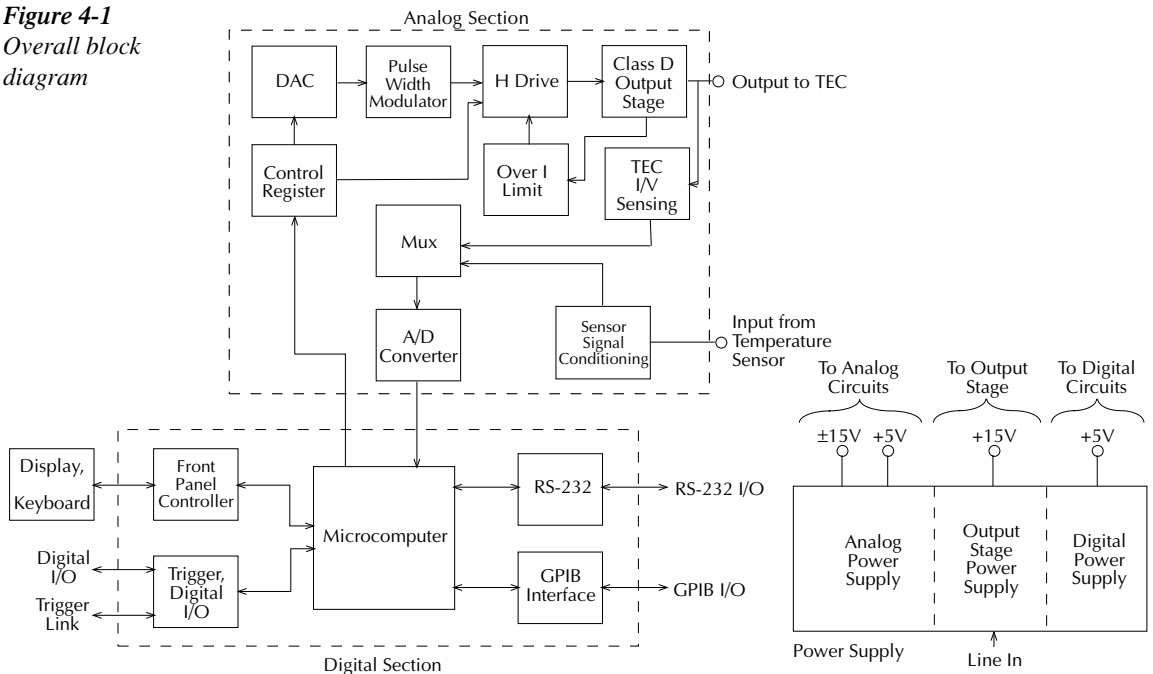 Figure 4-1
Overall block
diagram
Analog Section
DAC
Pulse
Width
Modulator
H Drive
Class D
Output
Stage
Output to TEC
Control
Register
Over I
Limit
TEC
I/V
Sensing
Mux
A/D
Converter
Sensor
Signal
Conditioning
Input from
Temperature
Sensor
To Analog
Circuits
To Output
Stage
To Digital
Circuits
±15V
+5V
+15V
+5V
Display,
Keyboard
Front
Panel
Controller
Microcomputer
RS-232
RS-232 I/O
Digital
I/O
Trigger
Link
Trigger,
Digital
I/O
GPIB
Interface
GPIB I/O
Analog
Power
Supply
Output
Stage
Power
Supply
Digital
Power
Supply
Power Supply
Line In
Digital Section